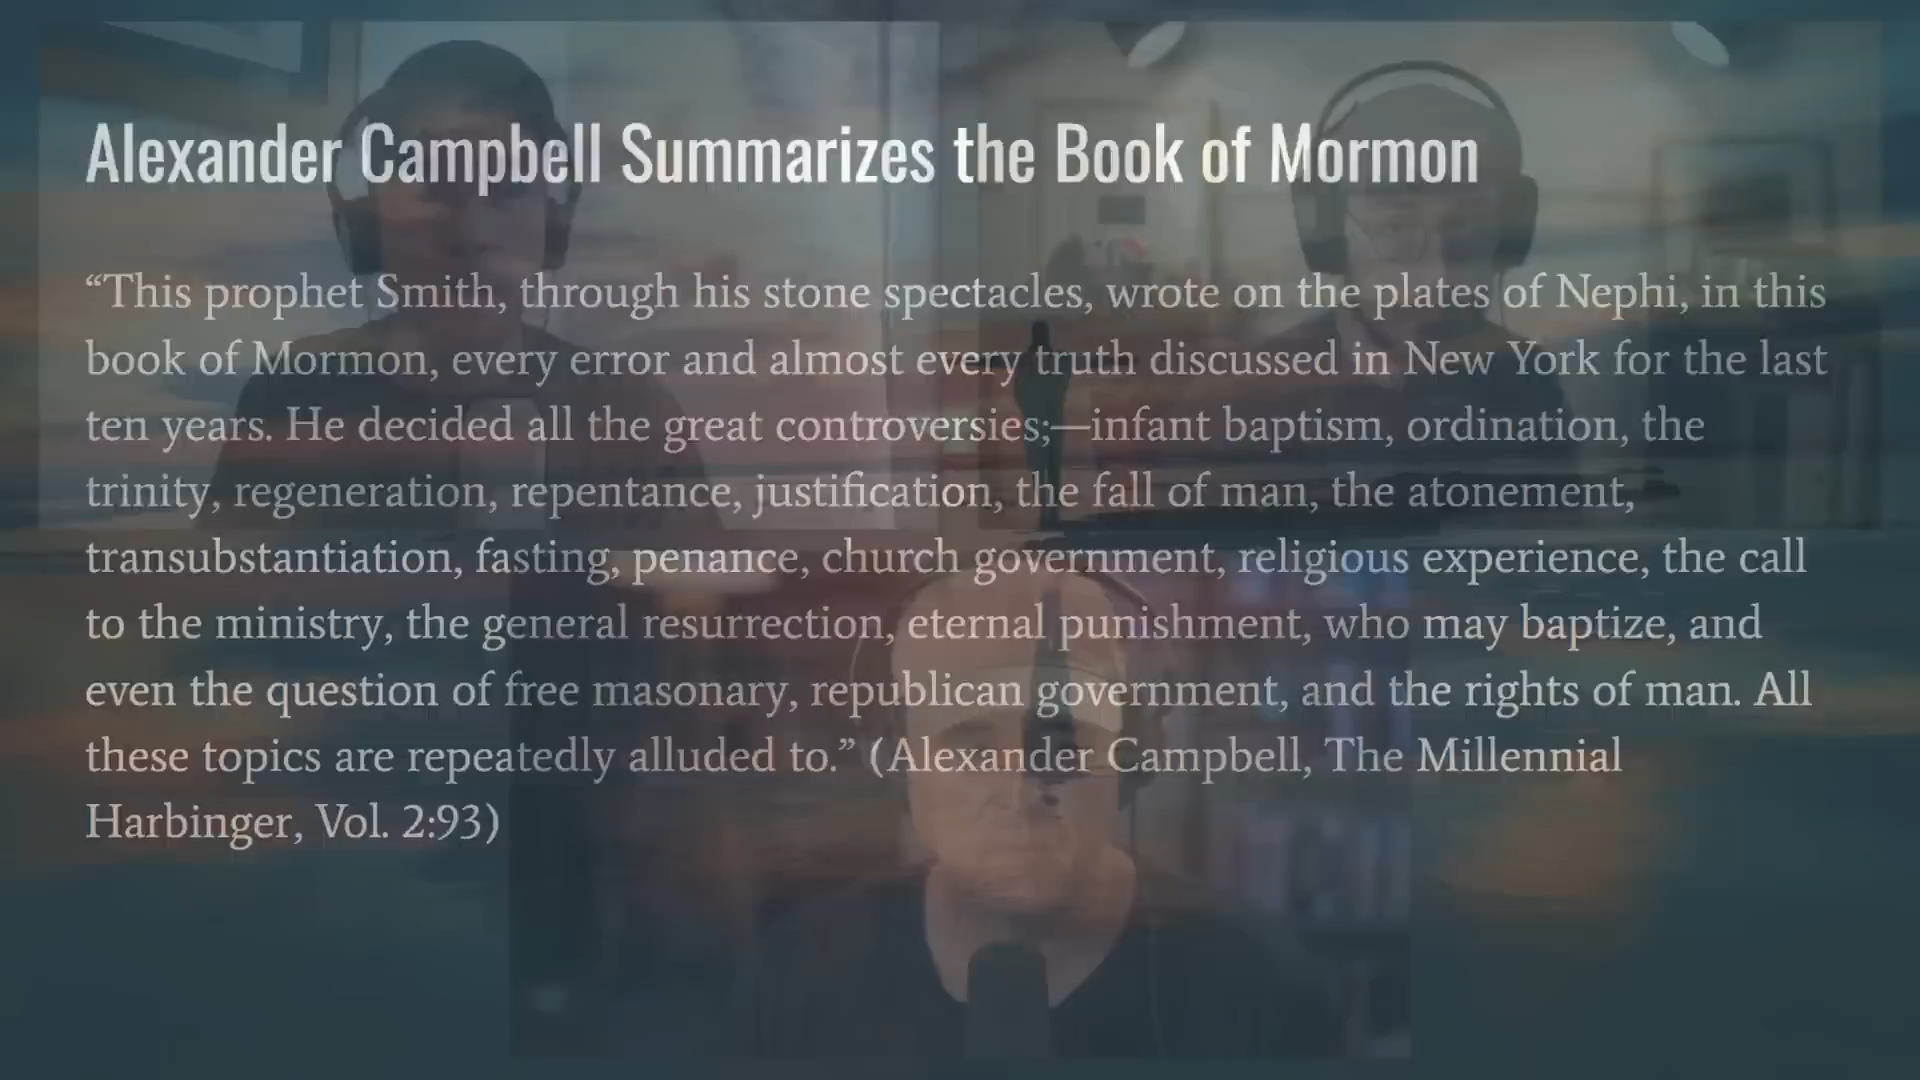 Alexander Campbell Summarizes the Book of Mormon
“This prophet Smith, through his stone spectacles, wrote on the plates of Nephi, in this
book of Mormon, every error and almost every truth discussed in New York for the last
ten years. He decided all the great controversies;—infant baptism, ordination, the
trinity, regeneration, repentance, justification, the fall of man, the atonement,
transubstantiation, fasting, penance, church government, religious experience, the call
to the ministry, the general resurrection, eternal punishment, who may baptize, and
even the question of free masonary, republican government, and the rights of man. All
these topics are repeatedly alluded to.” (Alexander Campbell, The Millennial
Harbinger, Vol. 2:93)